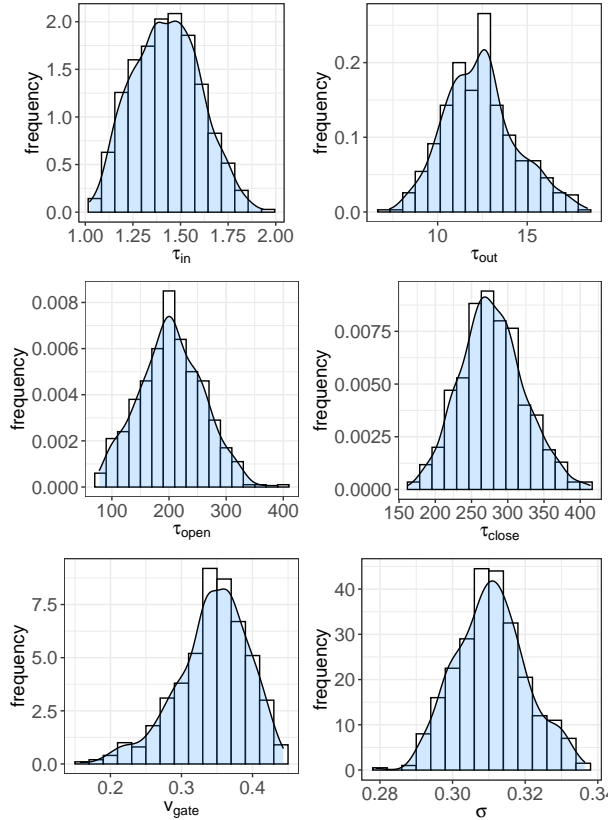 frequency
2.0
1.5
1.0
0.5
0.0
1.00 1.25 1.50 1.75 2.00
τin
frequency
0.2
0.1
0.0
10 15
τout
frequency
0.008
0.006
0.004
0.002
0.000
100 200 300 400
τopen
frequency
0.0075
0.0050
0.0025
0.0000
150 200 250 300 350 400
τclose
frequency
7.5
5.0
2.5
0.0
0.2 0.3 0.4
vgate
frequency
40
30
20
10
0
0.28 0.30 0.32 0.34
σ